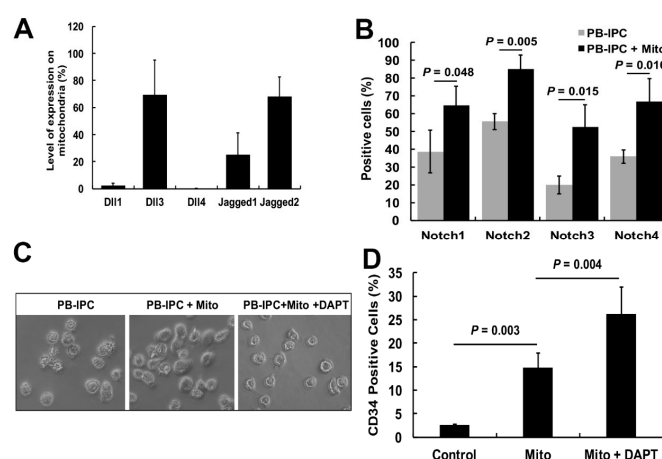 A
Level of expression on
mitochondria (%)
120
100
80
60
40
20
0
Dll1 Dll3 Dll4 Jagged1 Jagged2
B
PB-IPC
PB-IPC + Mito
Positive cells (%)
100
90
80
70
60
50
40
30
20
10
0
P = 0.048
P = 0.005
P = 0.015
P = 0.016
Notch1 Notch2 Notch3 Notch4
C
PB-IPC PB-IPC + Mito PB-IPC+Mito +DAPT
D
CD34 Positive Cells (%)
35
30
25
20
15
10
5
0
P = 0.003
P = 0.004
Control Mito Mito + DAPT